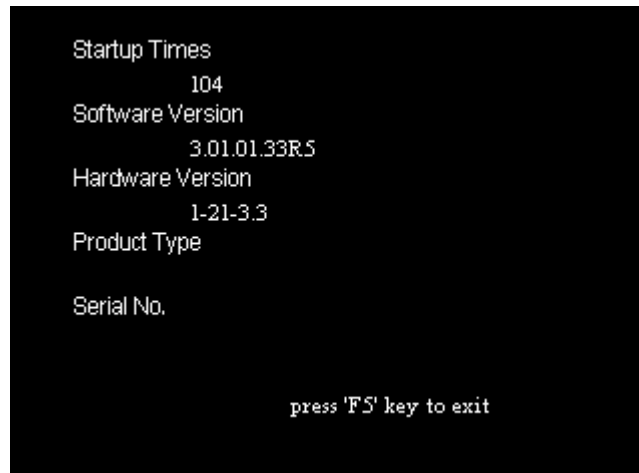 Startup Times
104
Software Version
3.01.01.33R5
Hardware Version
1-21-3.3
Product Type
Serial No.
press 'F5' key to exit